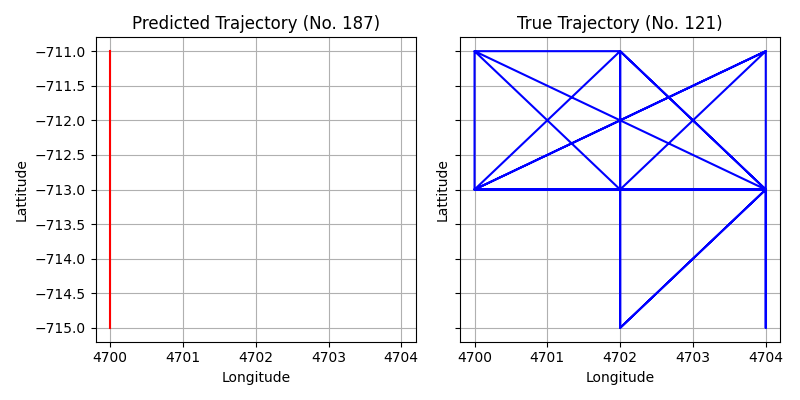 Predicted Trajectory (No. 187)
True Trajectory (No. 121)
−711.0
−711.5
−712.0
−712.5
−713.0
−713.5
−714.0
−714.5
−715.0
Lattitude
Lattitude
4700 4701 4702 4703 4704
4700 4701 4702 4703 4704
Longitude
Longitude